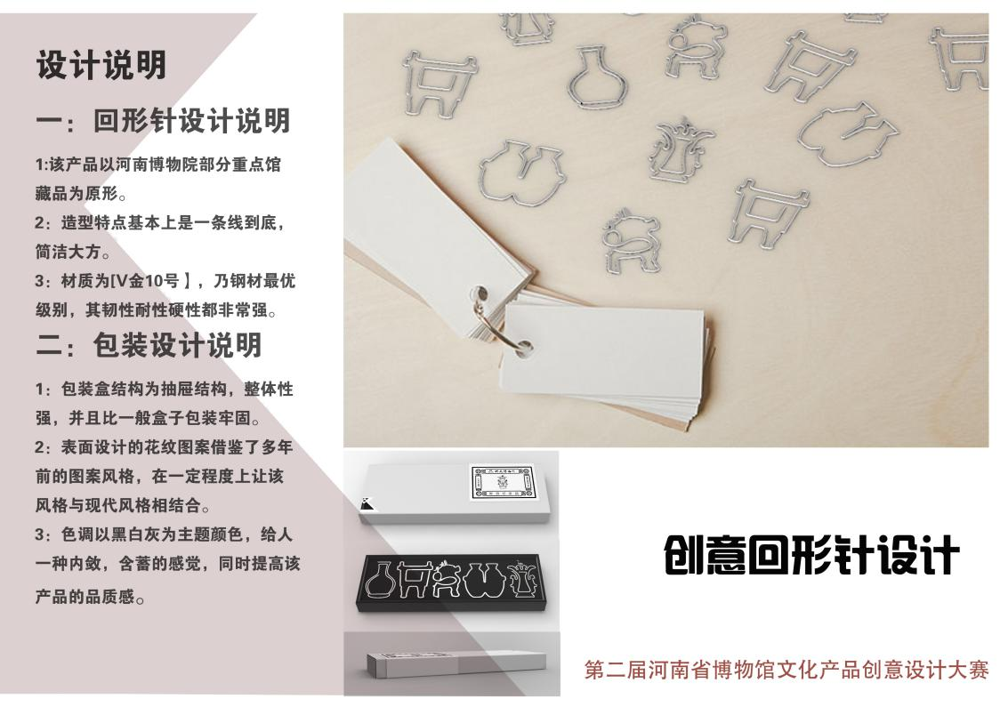 设计说明
一：回形针设计说明
1:该产品以河南博物院部分重点馆
藏品为原形。
2：造型特点基本上是一条线到底，
简洁大方。
3：材质为[V金10号】，乃钢材最优
级别，其韧性耐性硬性都非常强。
二：包装设计说明
1：包装盒结构为抽屉结构，整体性
强，并且比一般盒子包装牢固。
2：表面设计的花纹图案借鉴了多年
前的图案风格，在一定程度上让该
风格与现代风格相结合。
3：色调以黑白灰为主题颜色，给人
一种内敛，含蓄的感觉，同时提高该
产品的品质感。
创意回形针设计
第二届河南省博物馆文化产品创意设计大赛